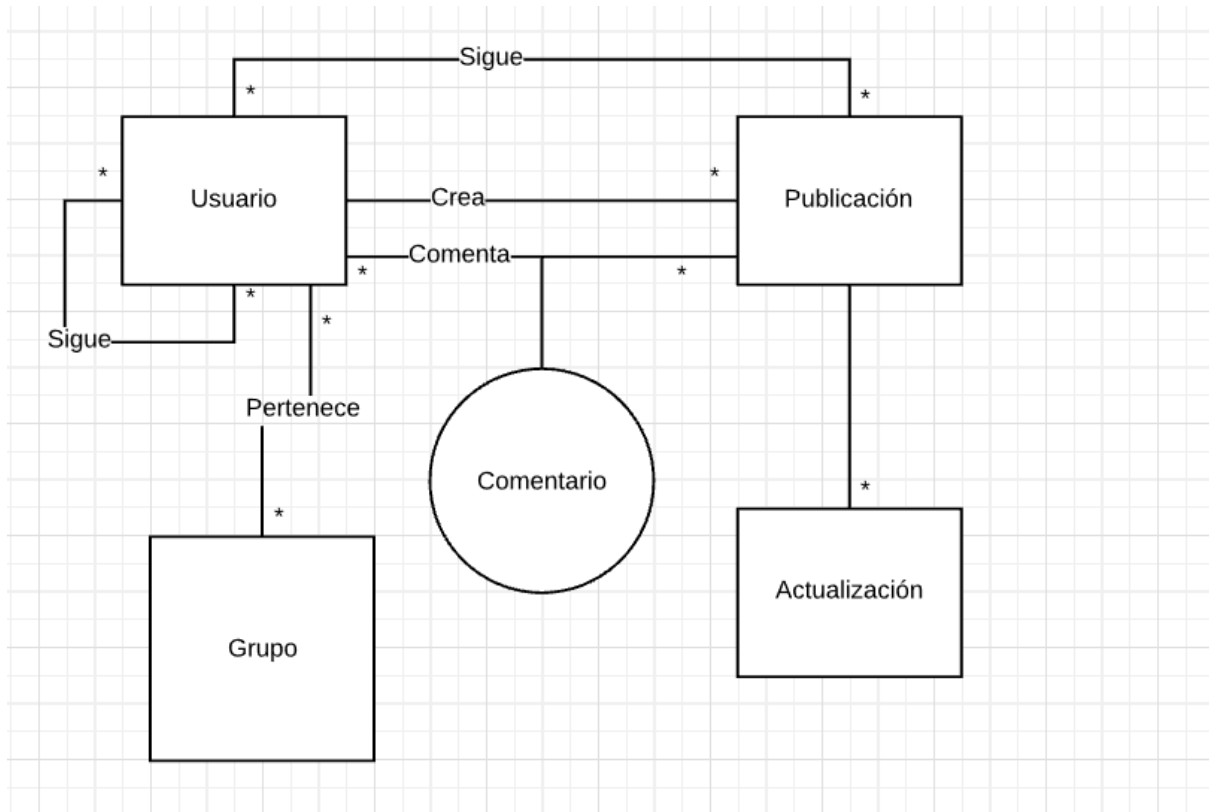 Sigue
*
*
*
*
Usuario
Crea
Publicación
Comenta
*
*
*
*
Sigue
Pertenece
Comentario
*
*
Actualización
Grupo